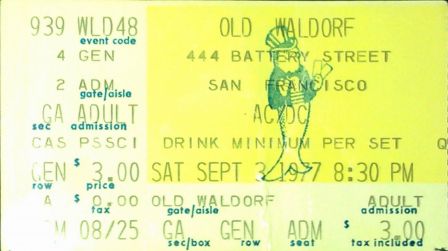 939 WLD48 OLD WALDORF
event code
4 GEN 444 BATTERY STREET
2 ADM SAN FRANCISCO
gate/aisle
GA ADULT AC/DC
sec admission
CAS PSSCI DRINK MINIMUM PER SET Q
GEN $ 3.00 SAT SEPT 3 1977 8:30 PM
row price
A $ 0.00 OLD WALDORF ADULT
tax gate/aisle admission
M 08/25 GA GEN ADM $ 3.00
sec/box row seat tax included